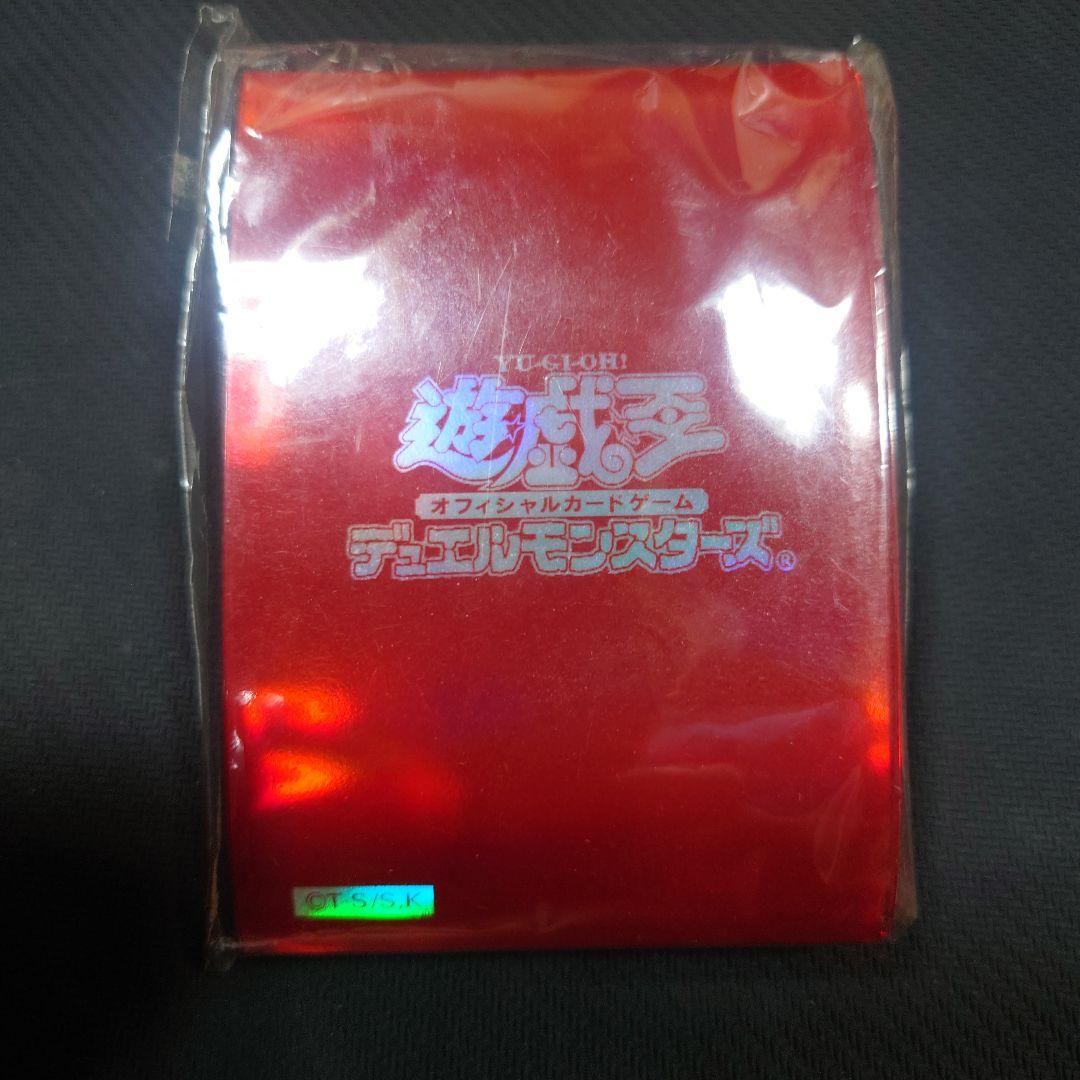 YU-GI-OH!
遊戯王
オフィシャルカードゲーム
デュエルモンスターズ®
©T-S/S.K